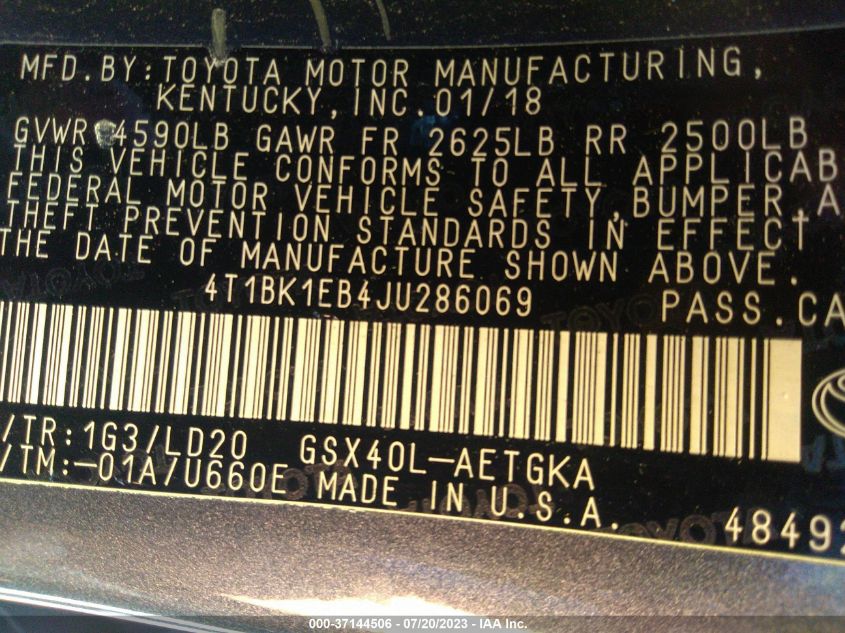 MFD.BY:TOYOTA MOTOR MANUFACTURING,
KENTUCKY,INC.01/18
GVWR 4590LB GAWR FR 2625LB RR 2500LB
THIS VEHICLE CONFORMS TO ALL APPLICAB
FEDERAL MOTOR VEHICLE SAFETY,BUMPER,A
THEFT PREVENTION STANDARDS IN EFFECT
THE DATE OF MANUFACTURE SHOWN ABOVE.
4T1BK1EB4JU286069 PASS.CA
/TR:1G3/LD20 GSX40L-AETGKA
/TM:-01A/U660E MADE IN U.S.A. 48492
000-37144506 - 07/20/2023 - IAA Inc.